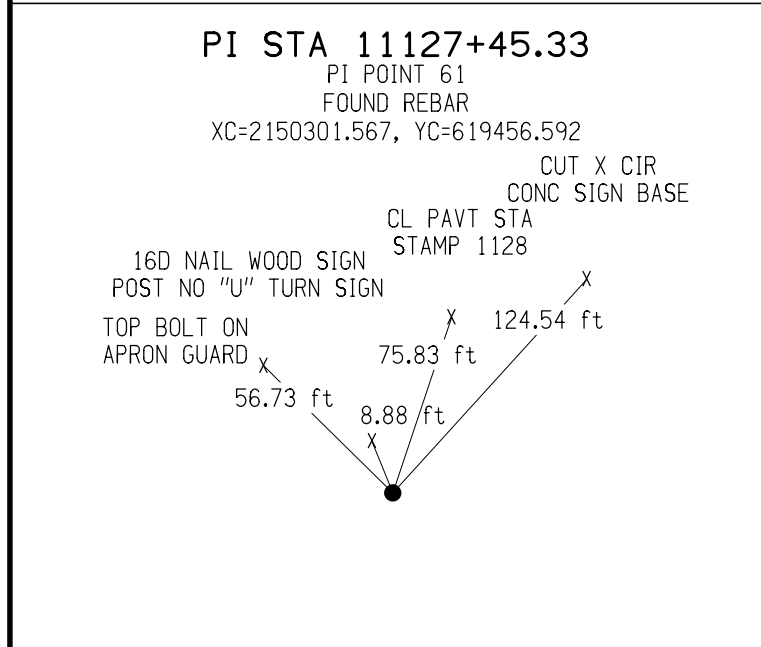 PI STA 11127+45.33
PI POINT 61
FOUND REBAR
XC=2150301.567, YC=619456.592
CUT X CIR
CONC SIGN BASE
CL PAVT STA
STAMP 1128
16D NAIL WOOD SIGN
POST NO "U" TURN SIGN
TOP BOLT ON
APRON GUARD
X
X
X
X
124.54 ft
75.83 ft
56.73 ft
8.88 ft